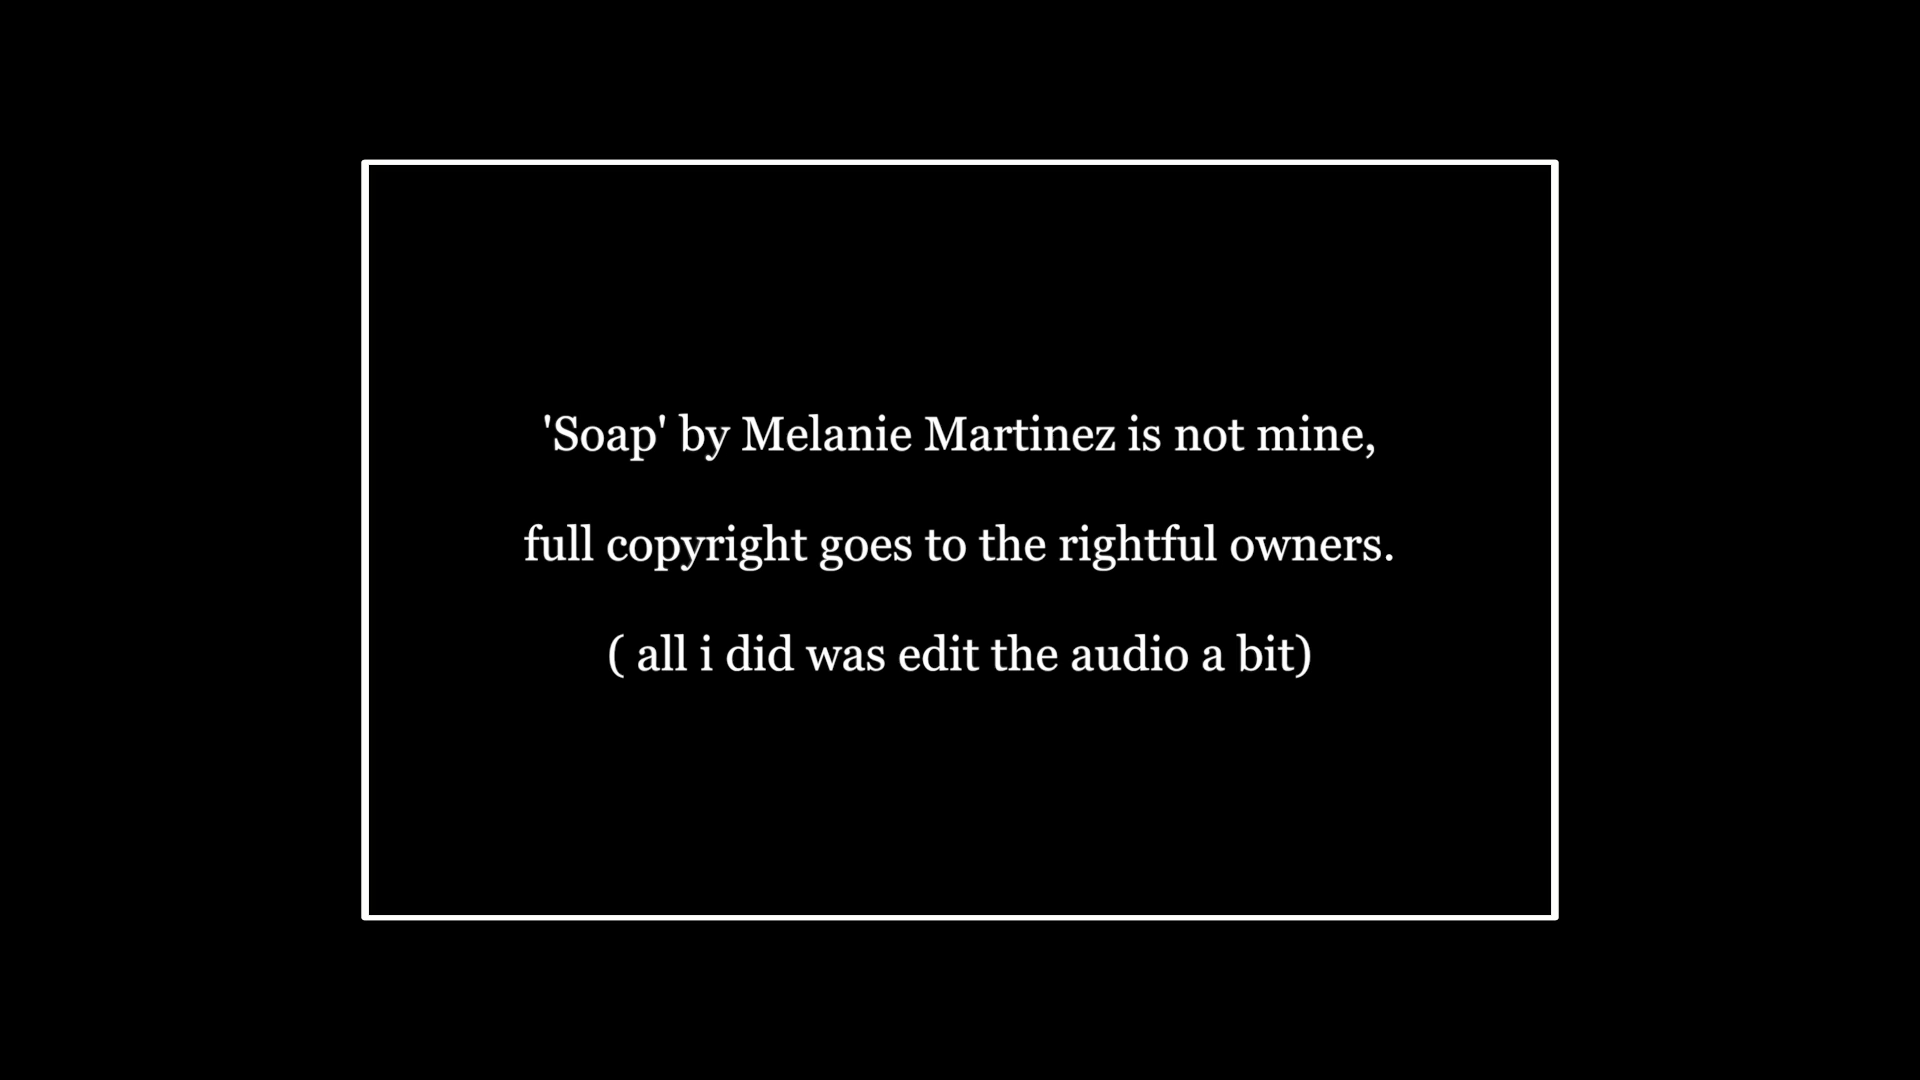 'Soap' by Melanie Martinez is not mine,
full copyright goes to the rightful owners.
( all i did was edit the audio a bit)